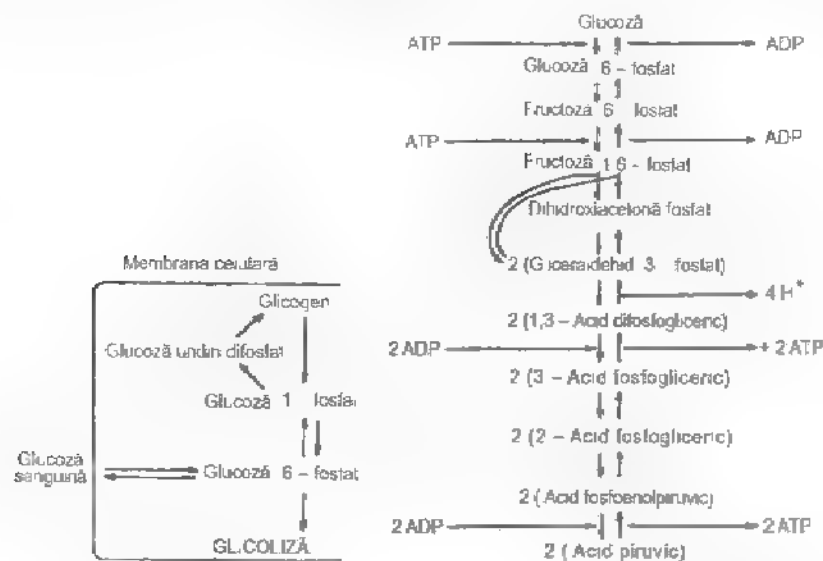 Membrana celulară
Glicogen
Glucoză undin difosfat
Glucoză 1 fosfat
Glucoză
sanguină
Glucoză 6 – fostat
GLICOLIZĂ
Glucoză
ATP ADP
Glucoză 6 – fosfat
Fructoză 6 fosfat
ATP ADP
Fructoză 1,6 – fosfat
Dihidroxiacetonă fosfat
2 (Gliceraldehid 3 fosfat)
4 H⁺
2 (1,3 – Acid difosfogliceric)
2 ADP + 2 ATP
2 (3 – Acid fosfogliceric)
2 (2 – Acid fosfogliceric)
2 (Acid fosfoenolpiruvic)
2 ADP 2 ATP
2 (Acid piruvic)